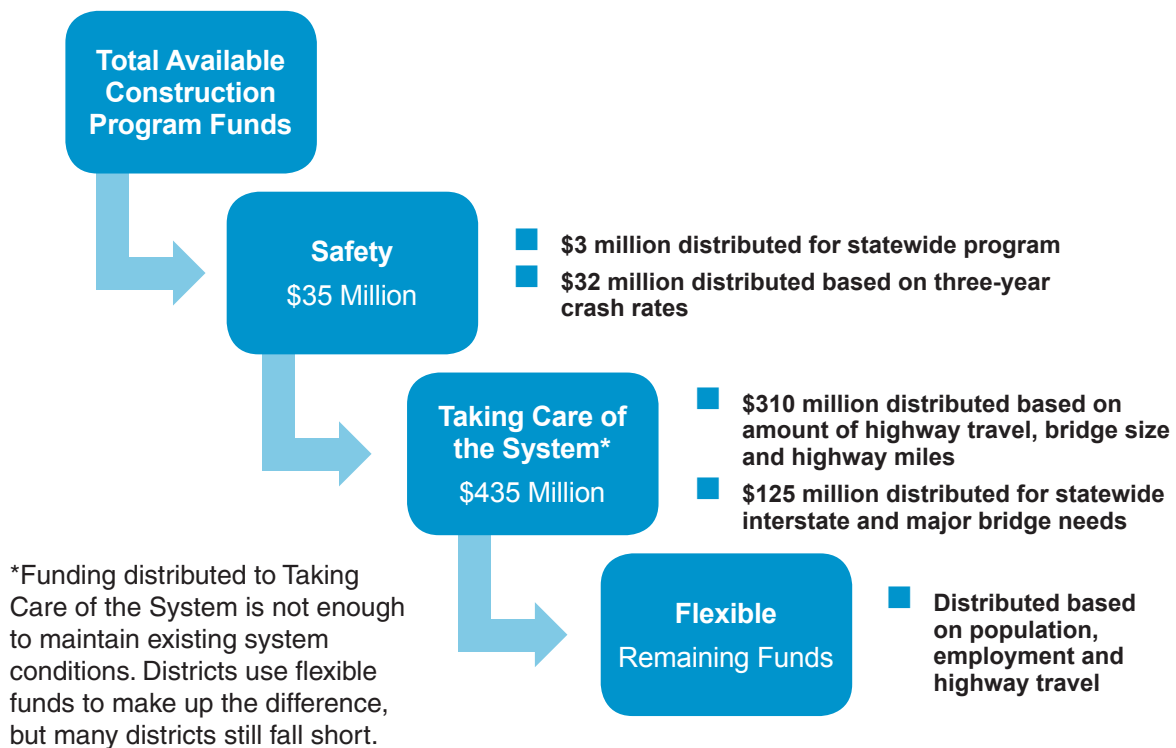 Total Available
Construction
Program Funds
Safety
$35 Million
$3 million distributed for statewide program
$32 million distributed based on three-year
crash rates
Taking Care of
the System*
$435 Million
$310 million distributed based on
amount of highway travel, bridge size
and highway miles
$125 million distributed for statewide
interstate and major bridge needs
Flexible
Remaining Funds
Distributed based
on population,
employment and
highway travel
*Funding distributed to Taking
Care of the System is not enough
to maintain existing system
conditions. Districts use flexible
funds to make up the difference,
but many districts still fall short.